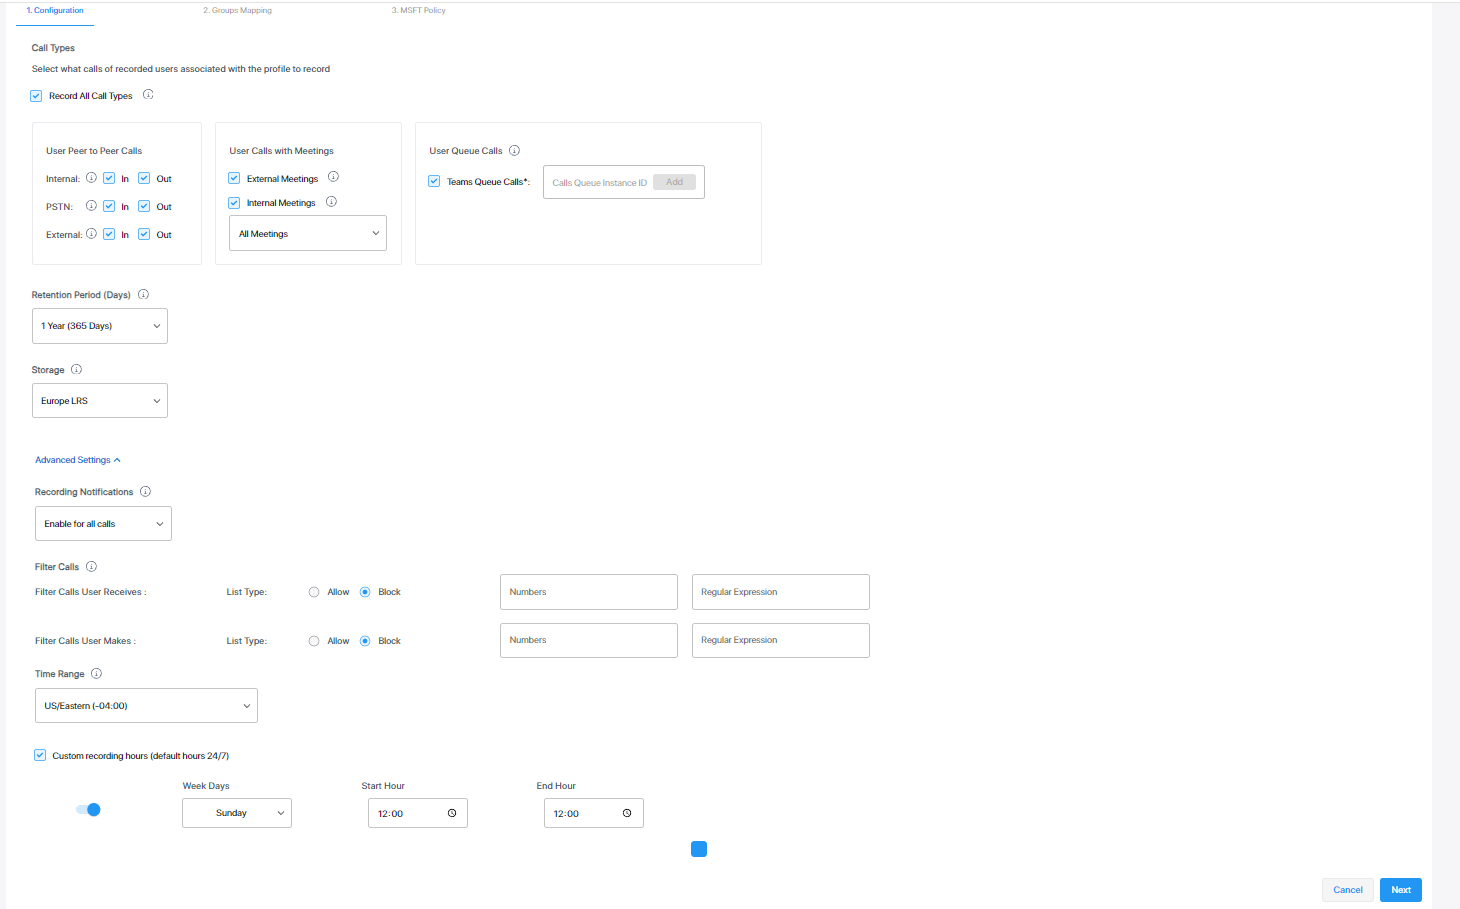 1. Configuration 2. Groups Mapping 3. MSFT Policy
Call Types
Select what calls of recorded users associated with the profile to record
Record All Call Types
User Peer to Peer Calls
Internal: In Out
PSTN: In Out
External: In Out
User Calls with Meetings
External Meetings
Internal Meetings
All Meetings
User Queue Calls
Teams Queue Calls*: Calls Queue Instance ID Add
Retention Period (Days)
1 Year (365 Days)
Storage
Europe LRS
Advanced Settings
Recording Notifications
Enable for all calls
Filter Calls
Filter Calls User Receives : List Type: Allow Block Numbers Regular Expression
Filter Calls User Makes : List Type: Allow Block Numbers Regular Expression
Time Range
US/Eastern (-04:00)
Custom recording hours (default hours 24/7)
Week Days Start Hour End Hour
Sunday 12:00 12:00
Cancel Next